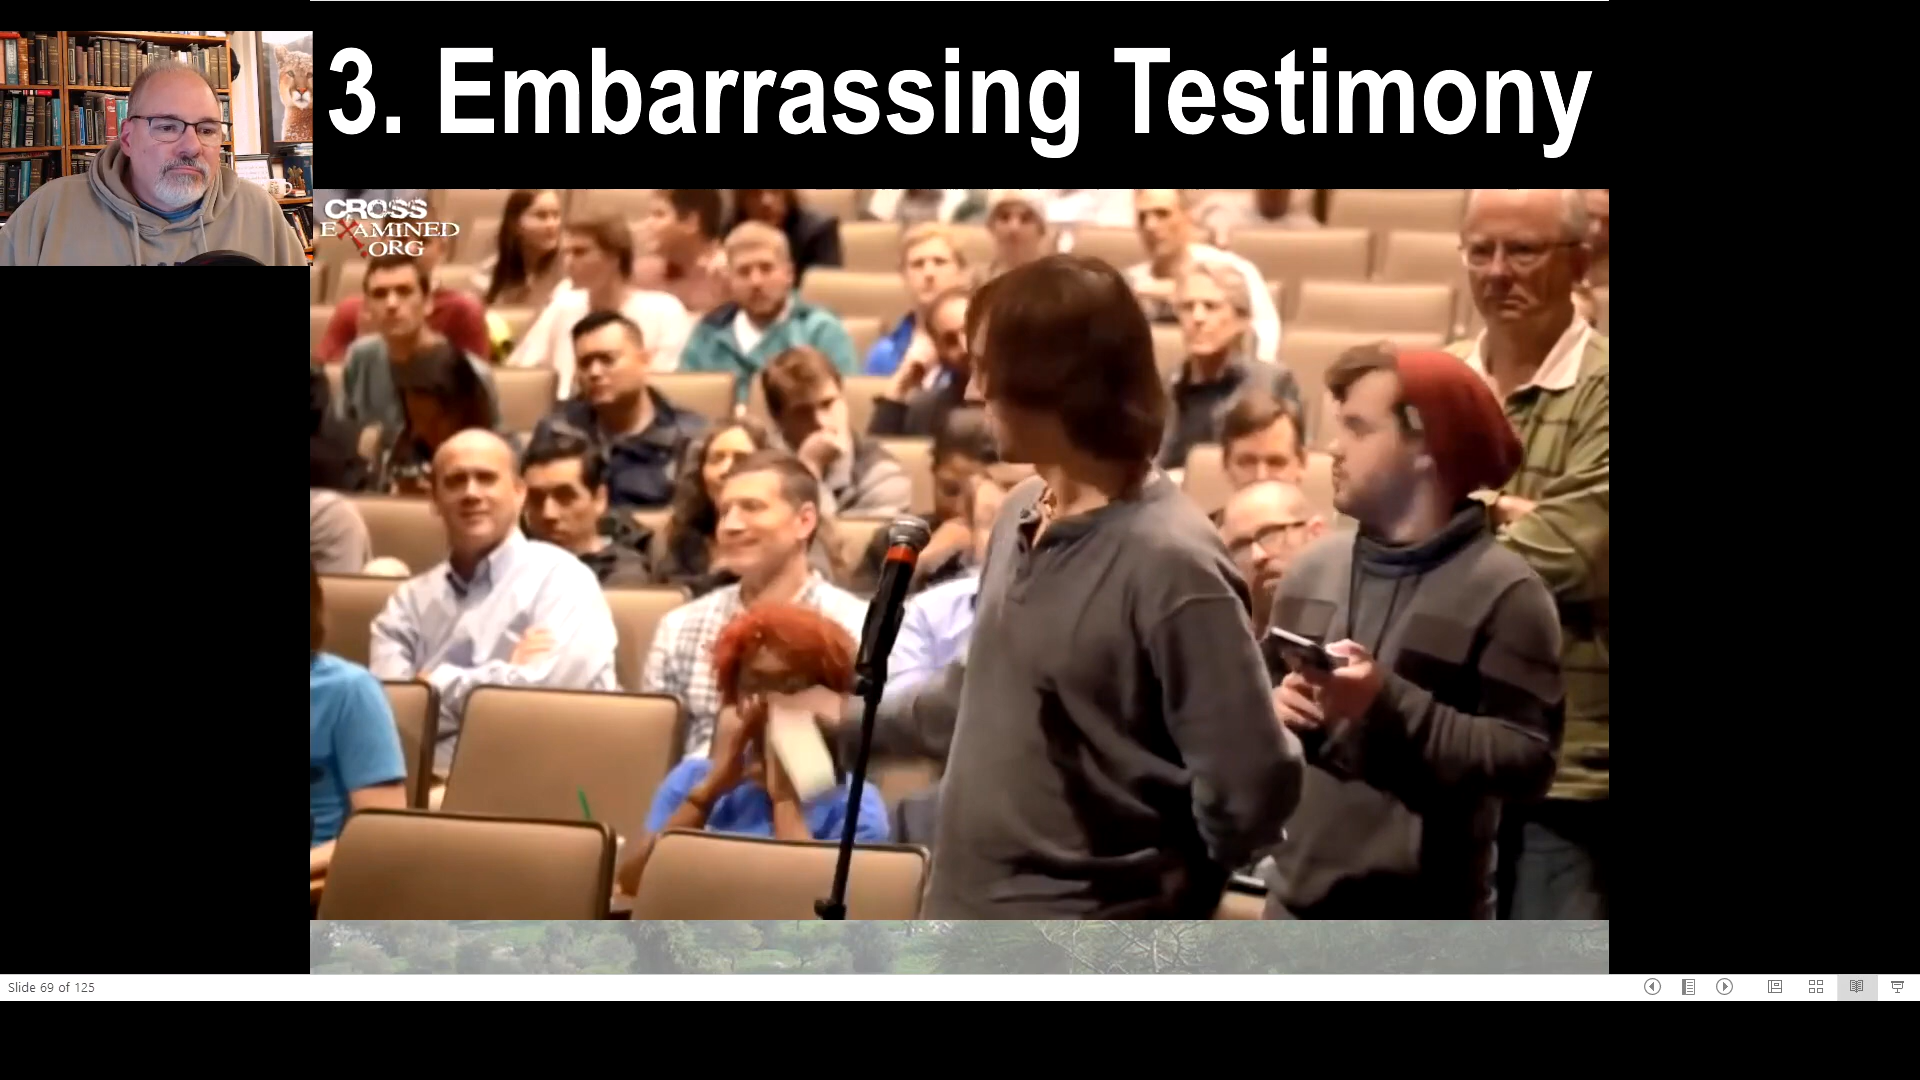 3. Embarrassing Testimony
CROSS
EXAMINED
.ORG
Slide 69 of 125